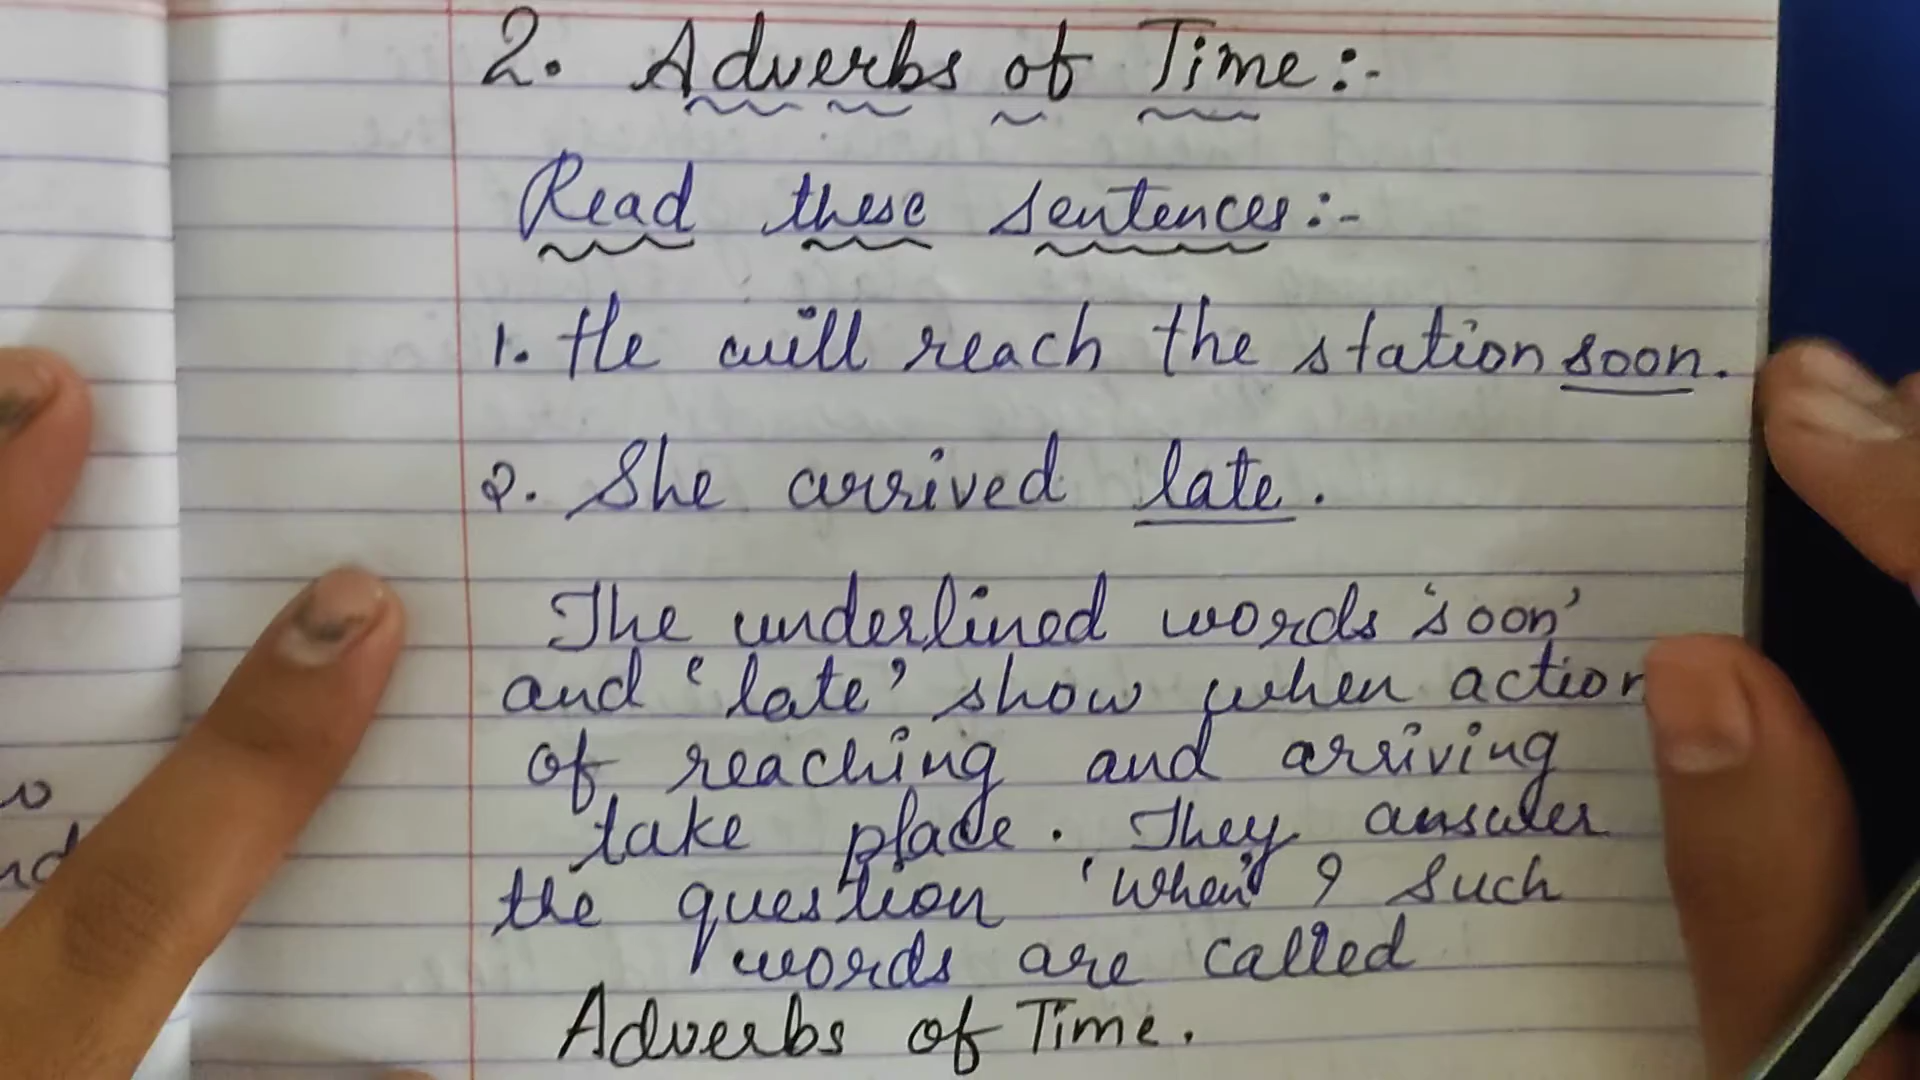 2. Adverbs of Time:-
Read these sentences:-
1. He will reach the station soon.
2. She arrived late.
The underlined words 'soon'
and 'late' show when action
of reaching and arriving
take place. They answer
the question 'when'? Such
words are called
Adverbs of Time.